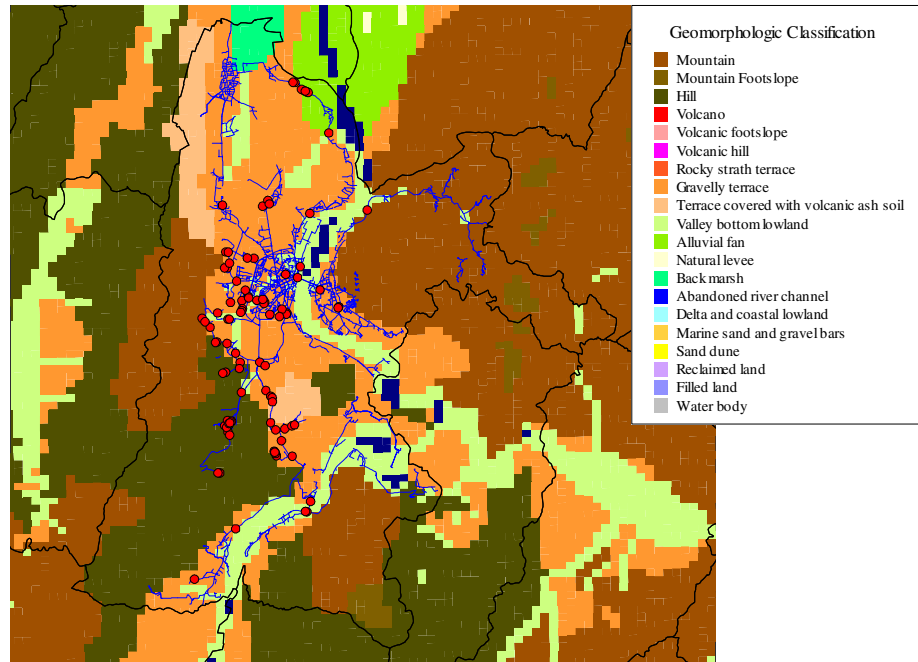 Geomorphologic Classification
Mountain
Mountain Footslope
Hill
Volcano
Volcanic footslope
Volcanic hill
Rocky strath terrace
Gravelly terrace
Terrace covered with volcanic ash soil
Valley bottom lowland
Alluvial fan
Natural levee
Back marsh
Abandoned river channel
Delta and coastal lowland
Marine sand and gravel bars
Sand dune
Reclaimed land
Filled land
Water body